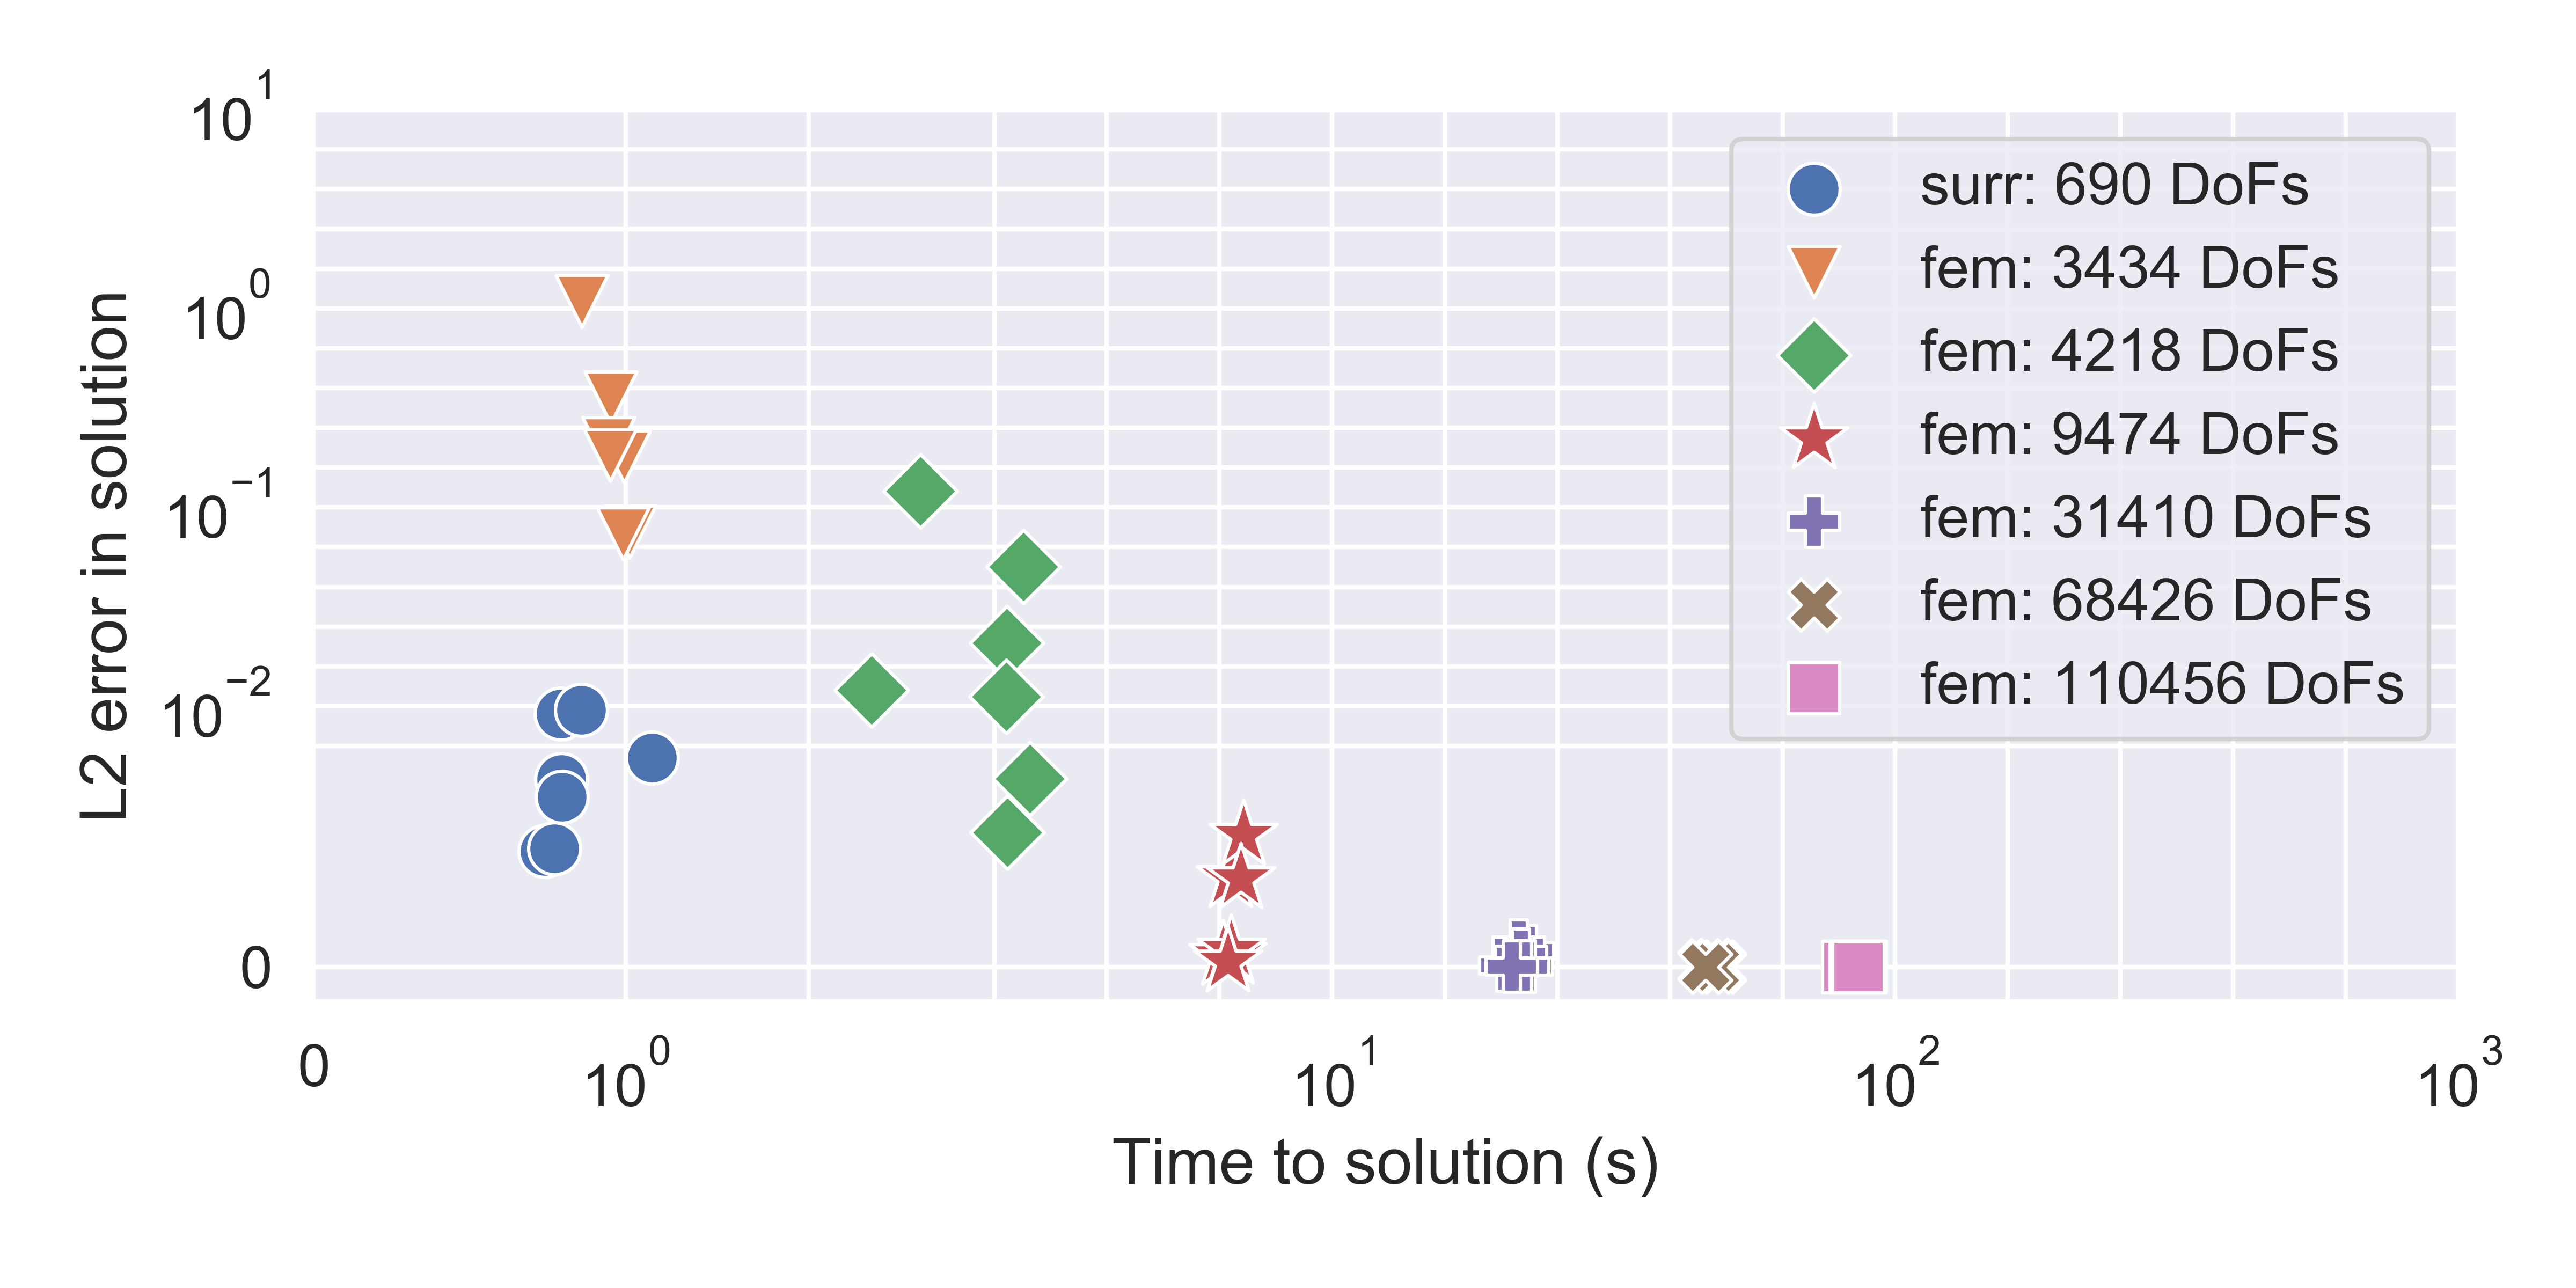 10^1
10^0
10^−1
10^−2
0
L2 error in solution
surr: 690 DoFs
fem: 3434 DoFs
fem: 4218 DoFs
fem: 9474 DoFs
fem: 31410 DoFs
fem: 68426 DoFs
fem: 110456 DoFs
0
10^0
10^1
10^2
10^3
Time to solution (s)